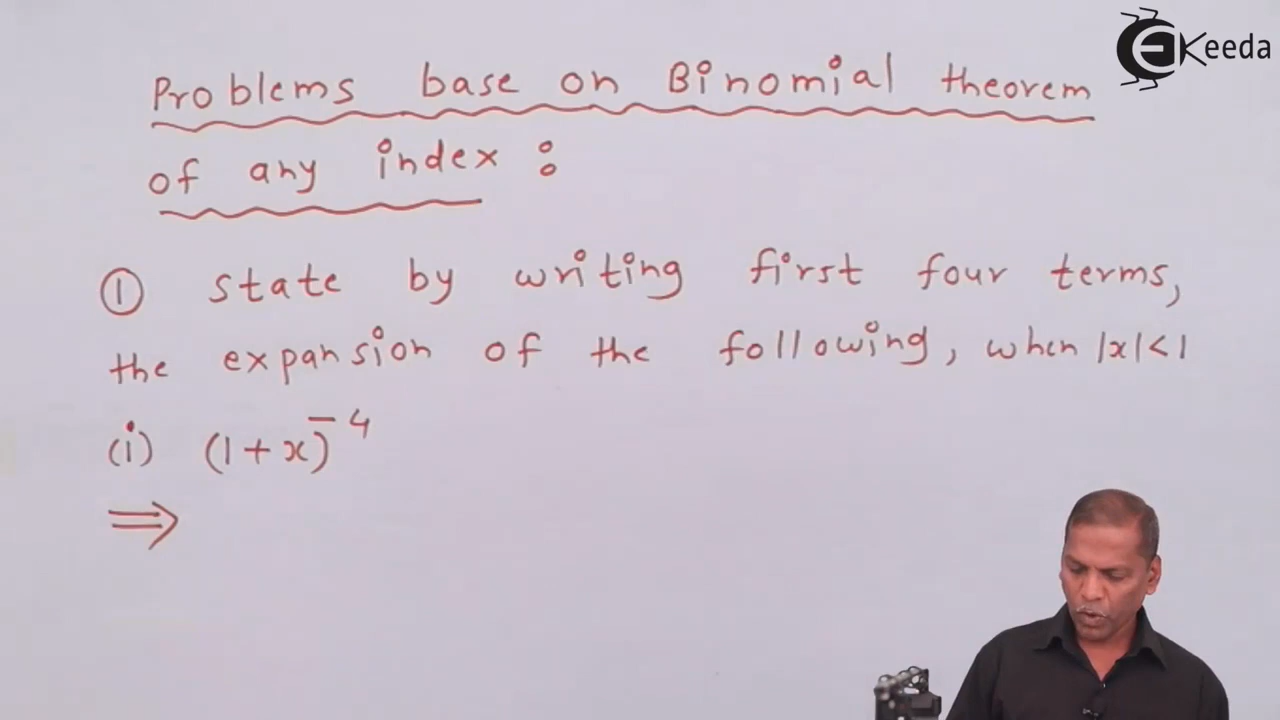 Problems base on Binomial theorem
of any index :
① state by writing first four terms,
the expansion of the following, when |x|<1
(i) (1+x)⁻⁴
⇒
EKeeda